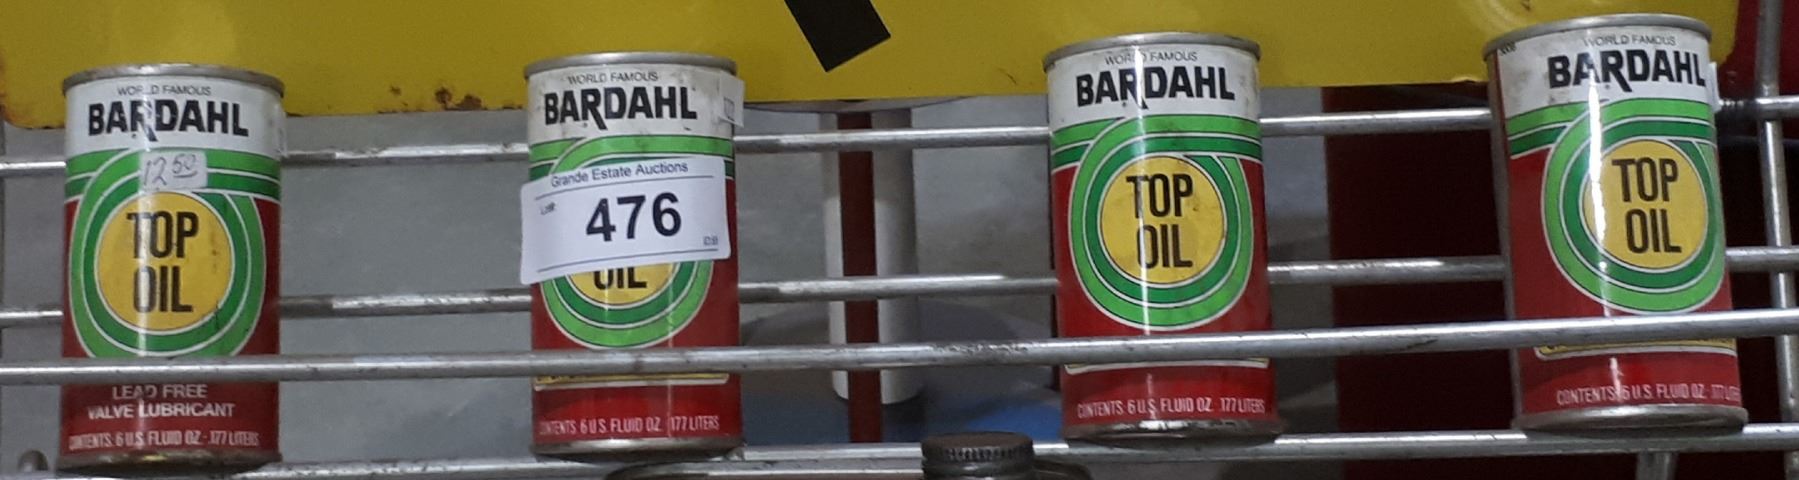 WORLD FAMOUS
BARDAHL
12 50
TOP
OIL
LEAD FREE
VALVE LUBRICANT
CONTENTS 6 U.S. FLUID OZ - .177 LITERS
WORLD FAMOUS
BARDAHL
Grande Estate Auctions
Lot#:
476
OIL
CONTENTS 6 U.S. FLUID OZ .177 LITERS
WORLD FAMOUS
BARDAHL
TOP
OIL
CONTENTS 6 U.S. FLUID OZ .177 LITERS
WORLD FAMOUS
BARDAHL
TOP
OIL
CONTENTS 6 U.S. FLUID OZ .177 LITERS